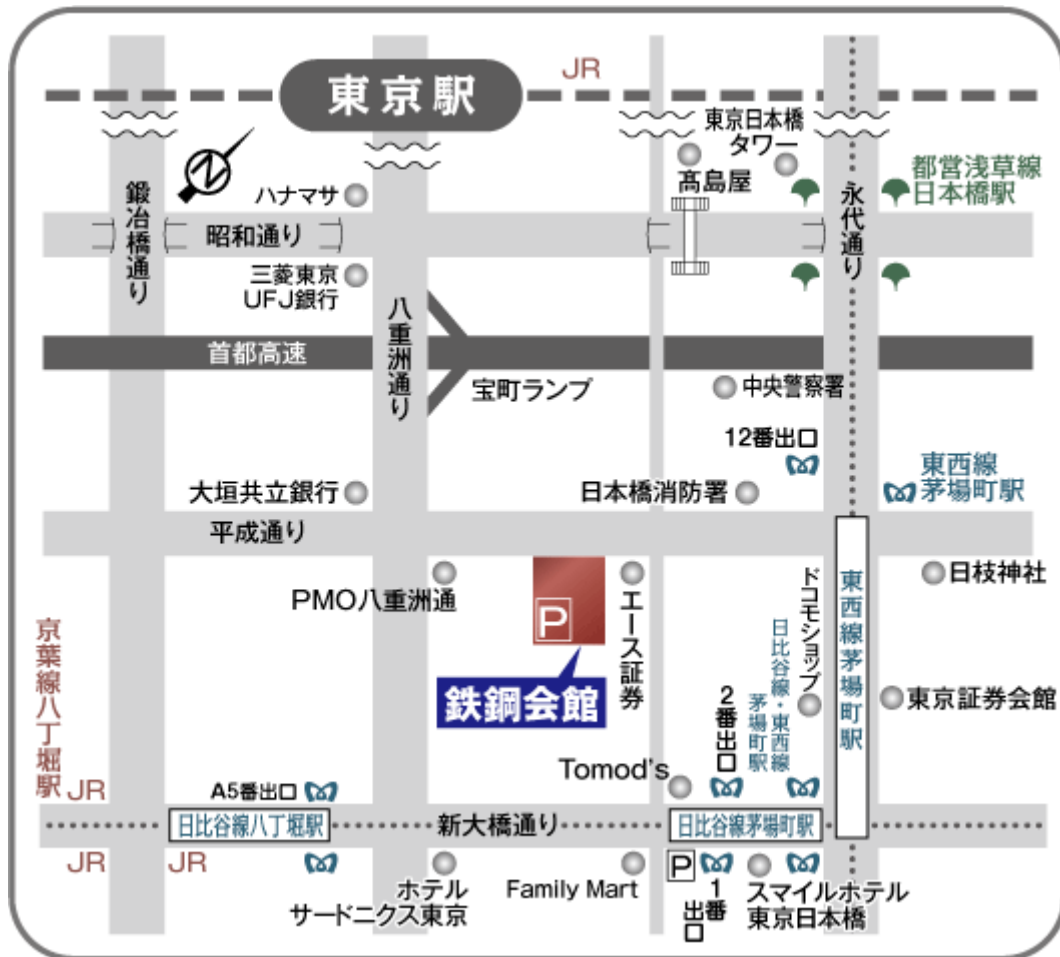 JR
東京駅
東京日本橋
タワー
髙島屋
都営浅草線
日本橋駅
鍛冶橋通り
N
ハナマサ
永代通り
昭和通り
三菱東京
UFJ銀行
八重洲通り
首都高速
宝町ランプ
中央警察署
12番出口
東西線
茅場町駅
大垣共立銀行
日本橋消防署
平成通り
PMO八重洲通
P
エース証券
ドコモショップ
東西線茅場町駅
日枝神社
京葉線八丁堀駅
鉄鋼会館
2番出口
日比谷線・東西線
茅場町駅
東京証券会館
Tomod's
JR
A5番出口
日比谷線八丁堀駅
新大橋通り
日比谷線茅場町駅
JR
JR
ホテル
サードニクス東京
Family Mart
P
1番
出口
スマイルホテル
東京日本橋